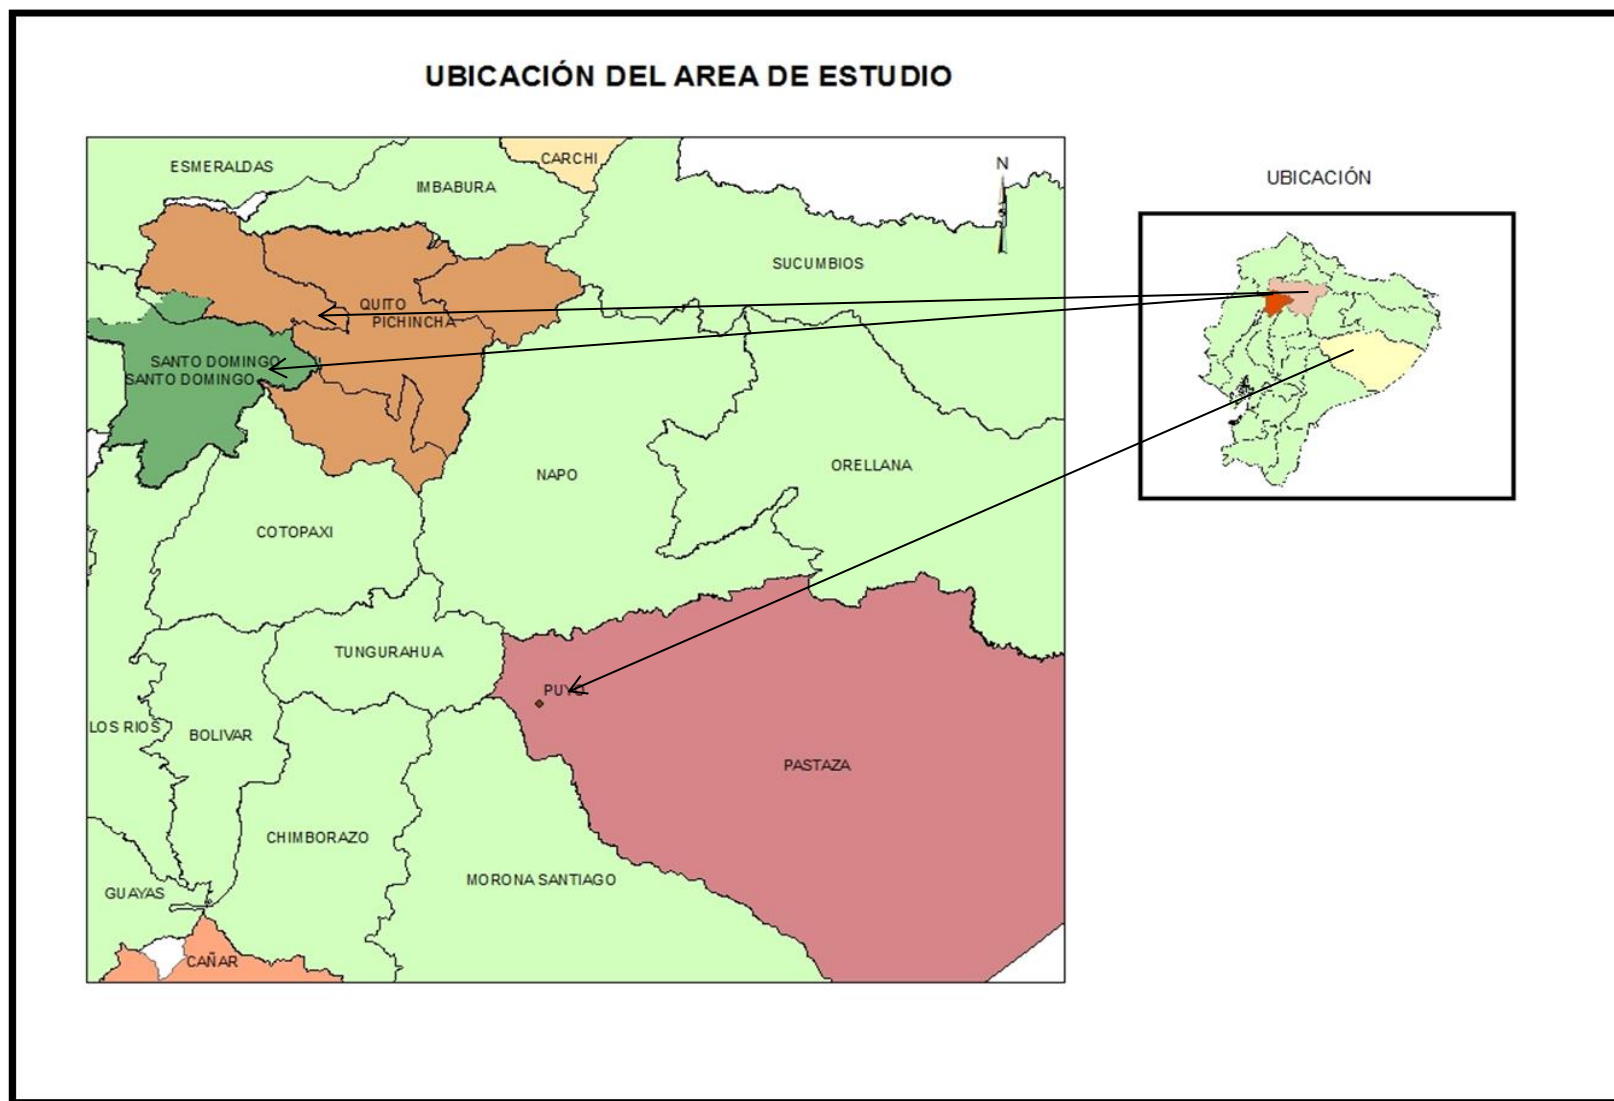 UBICACIÓN DEL AREA DE ESTUDIO
ESMERALDAS
CARCHI
IMBABURA
N
UBICACIÓN
SUCUMBIOS
QUITO
PICHINCHA
SANTO DOMINGO
SANTO DOMINGO
NAPO
ORELLANA
COTOPAXI
TUNGURAHUA
PUYO
LOS RIOS
BOLIVAR
PASTAZA
CHIMBORAZO
MORONA SANTIAGO
GUAYAS
CAÑAR